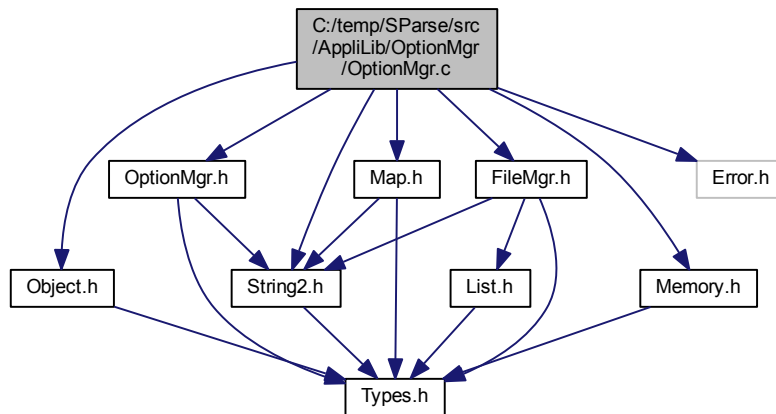 C:/temp/SParse/src
/AppliLib/OptionMgr
/OptionMgr.c
OptionMgr.h
Map.h
FileMgr.h
Error.h
Object.h
String2.h
List.h
Memory.h
Types.h